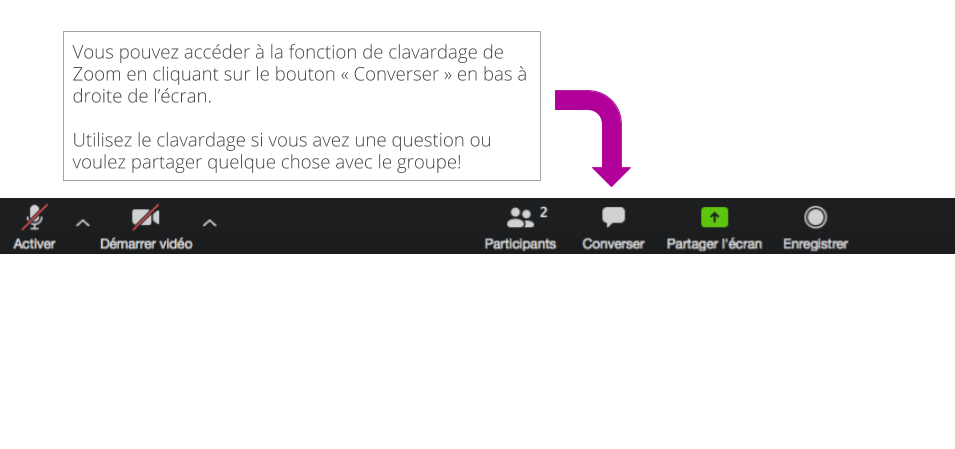 Vous pouvez accéder à la fonction de clavardage de
Zoom en cliquant sur le bouton « Converser » en bas à
droite de l’écran.
Utilisez le clavardage si vous avez une question ou
voulez partager quelque chose avec le groupe!
2
Activer Démarrer vidéo Participants Converser Partager l'écran Enregistrer